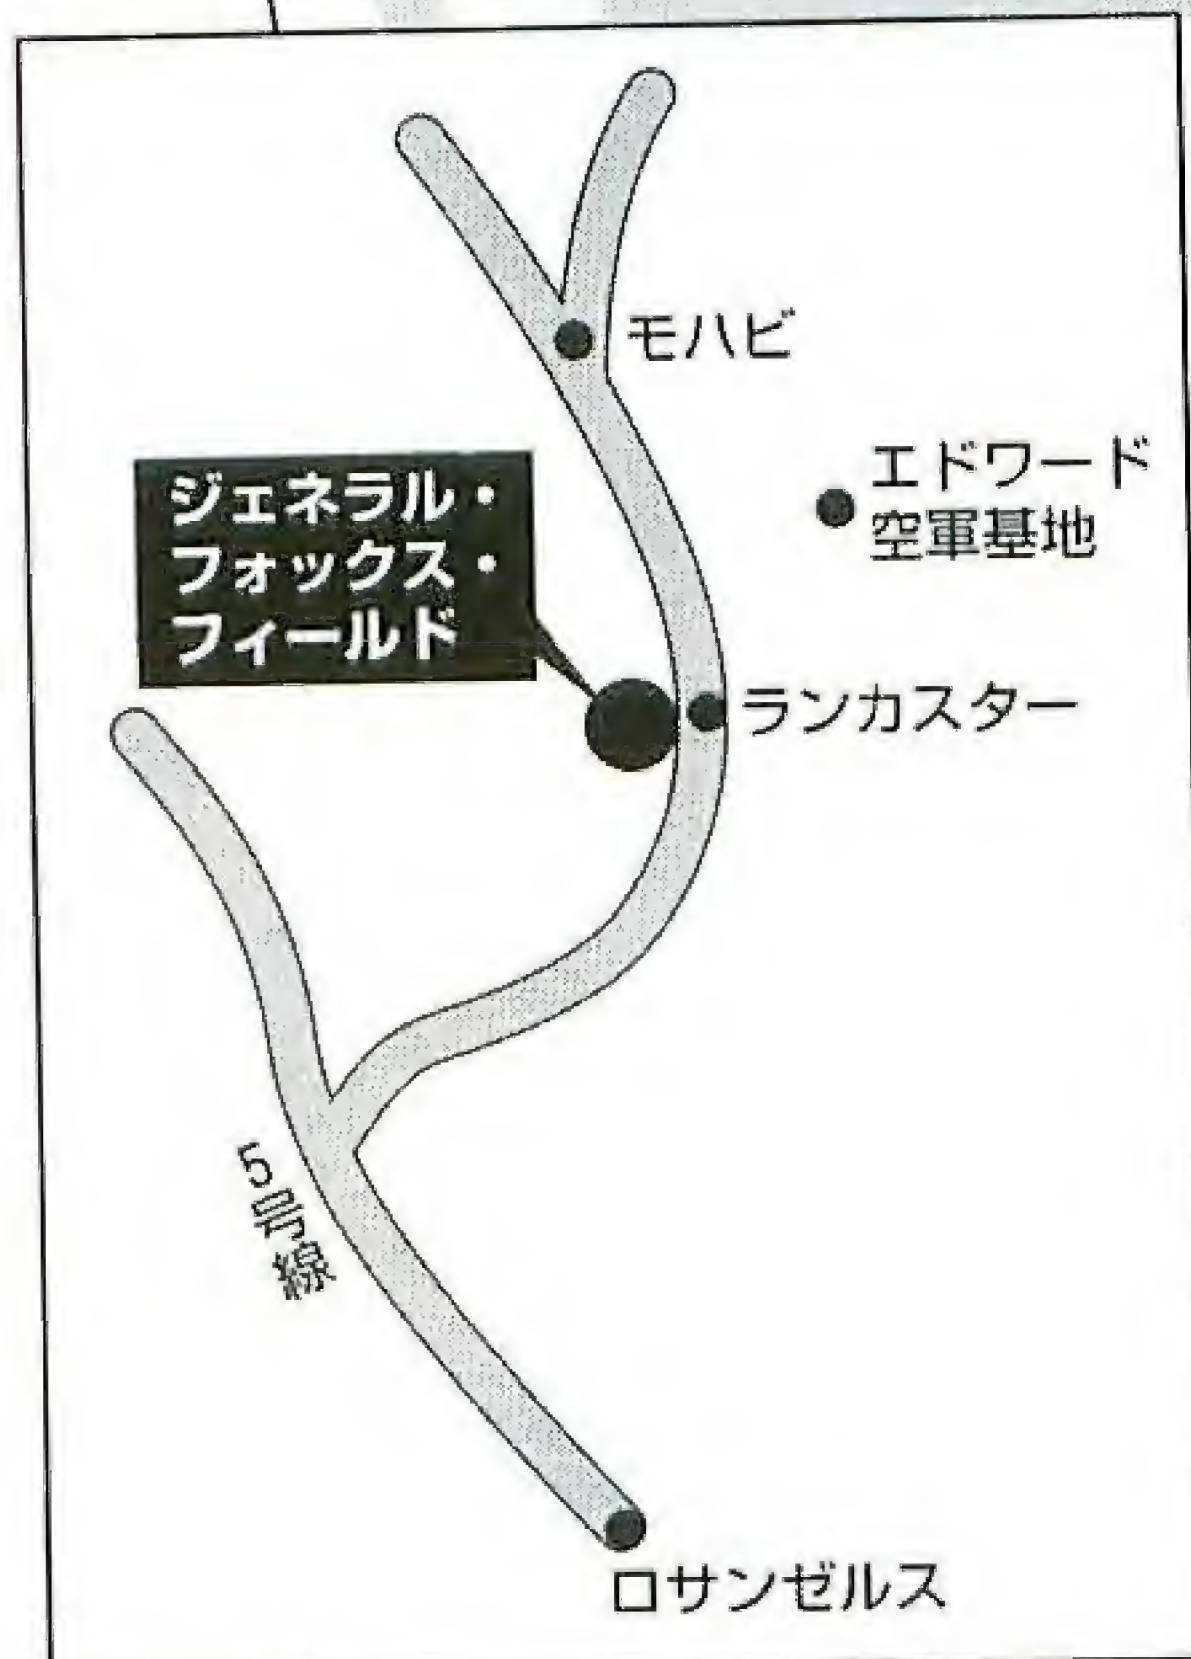 モハビ
エドワード
空軍基地
ジェネラル・
フォックス・
フィールド
ランカスター
5号線
ロサンゼルス